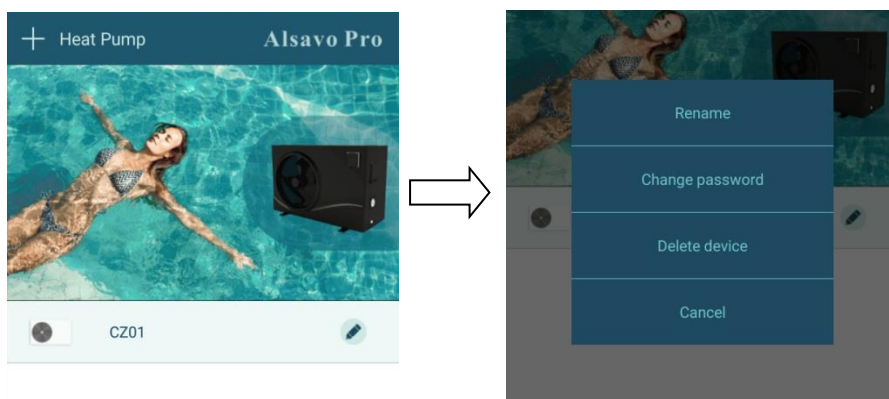 Heat Pump
Alsavo Pro
CZ01
Rename
Change password
Delete device
Cancel